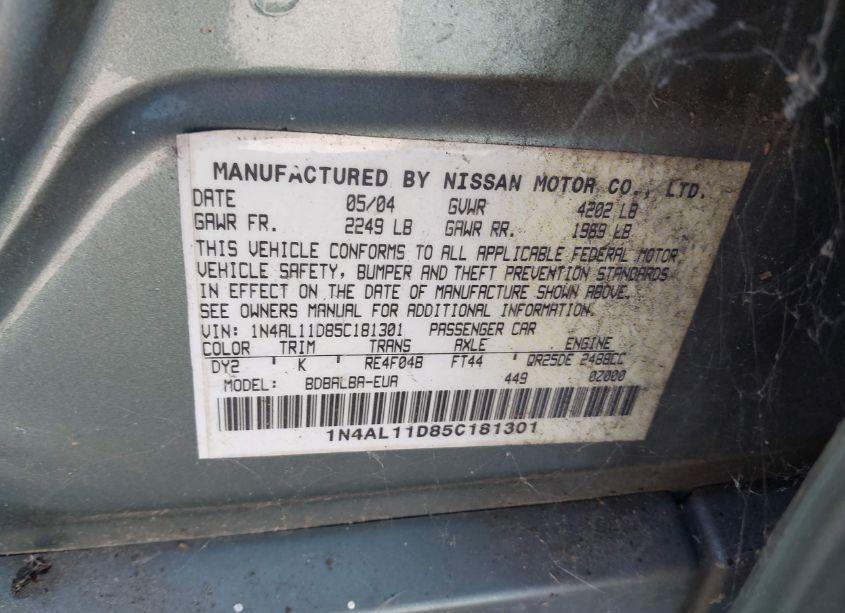 MANUFACTURED BY NISSAN MOTOR CO., LTD.
DATE 05/04 GVWR 4202 LB
GAWR FR. 2249 LB GAWR RR. 1989 LB
THIS VEHICLE CONFORMS TO ALL APPLICABLE FEDERAL MOTOR
VEHICLE SAFETY, BUMPER AND THEFT PREVENTION STANDARDS
IN EFFECT ON THE DATE OF MANUFACTURE SHOWN ABOVE.
SEE OWNERS MANUAL FOR ADDITIONAL INFORMATION.
VIN: 1N4AL11D85C181301 PASSENGER CAR
COLOR TRIM TRANS AXLE ENGINE
DY2 K RE4F04B FT44 QR25DE 2488CC
MODEL: BDBALBA-EUA 449 0Z000
1N4AL11D85C181301